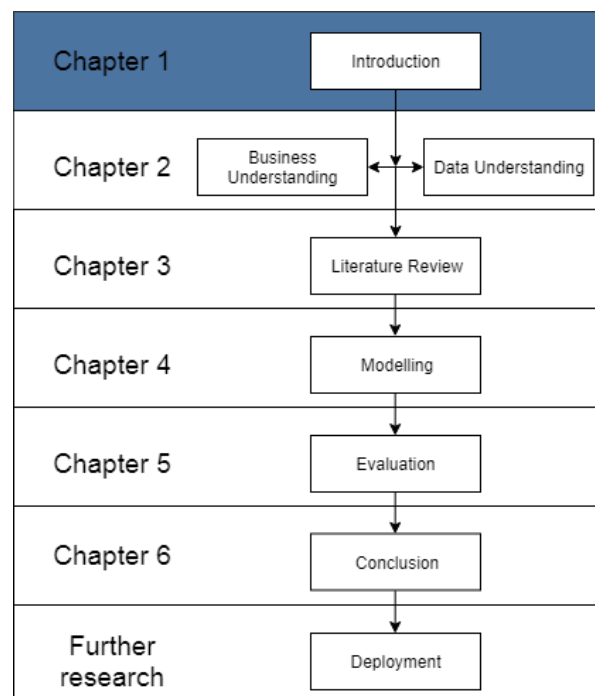 Chapter 1
Introduction
Chapter 2
Business
Understanding
Data Understanding
Chapter 3
Literature Review
Chapter 4
Modelling
Chapter 5
Evaluation
Chapter 6
Conclusion
Further
research
Deployment